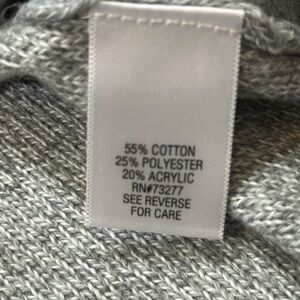 55% COTTON
25% POLYESTER
20% ACRYLIC
RN#73277
SEE REVERSE
FOR CARE